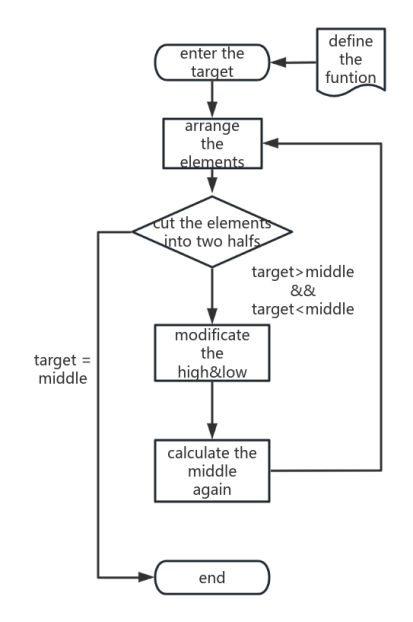 define
the
funtion
enter the
target
arrange
the
elements
cut the elements
into two halfs
target>middle
&&
target<middle
modificate
the
high&low
target =
middle
calculate the
middle
again
end